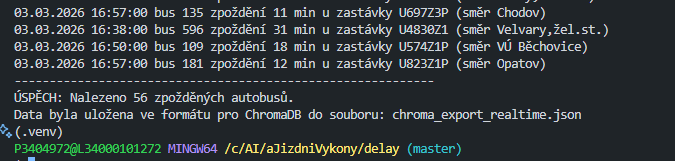 03.03.2026 16:57:00 bus 135 zpoždění 11 min u zastávky U697Z3P (směr Chodov)
03.03.2026 16:38:00 bus 596 zpoždění 31 min u zastávky U4830Z1 (směr Velvary,žel.st.)
03.03.2026 16:50:00 bus 109 zpoždění 18 min u zastávky U574Z1P (směr VÚ Běchovice)
03.03.2026 16:57:00 bus 181 zpoždění 12 min u zastávky U823Z1P (směr Opatov)
------------------------------------------------------------
ÚSPĚCH: Nalezeno 56 zpožděných autobusů.
Data byla uložena ve formátu pro ChromaDB do souboru: chroma_export_realtime.json
(.venv)
P3404972@L34000101272 MINGW64 /c/AI/aJizdniVykony/delay (master)